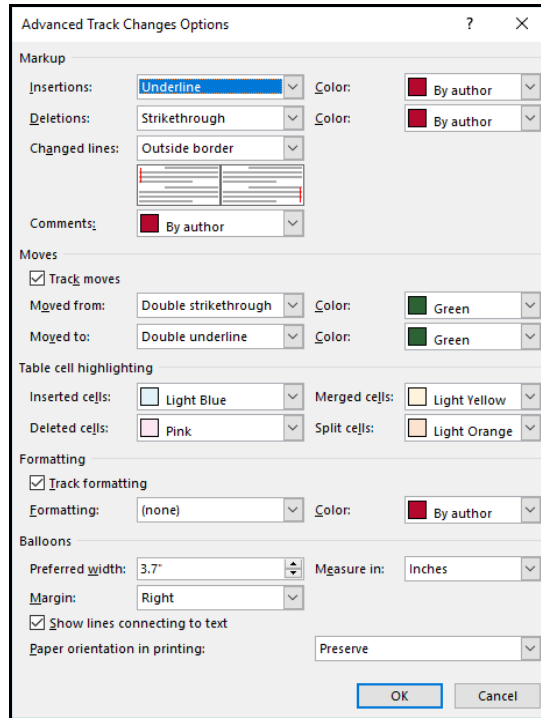 Advanced Track Changes Options ?
Markup
Insertions: Underline Color: By author
Deletions: Strikethrough Color: By author
Changed lines: Outside border
Comments: By author
Moves
Track moves
Moved from: Double strikethrough Color: Green
Moved to: Double underline Color: Green
Table cell highlighting
Inserted cells: Light Blue Merged cells: Light Yellow
Deleted cells: Pink Split cells: Light Orange
Formatting
Track formatting
Formatting: (none) Color: By author
Balloons
Preferred width: 3.7" Measure in: Inches
Margin: Right
Show lines connecting to text
Paper orientation in printing: Preserve
OK Cancel